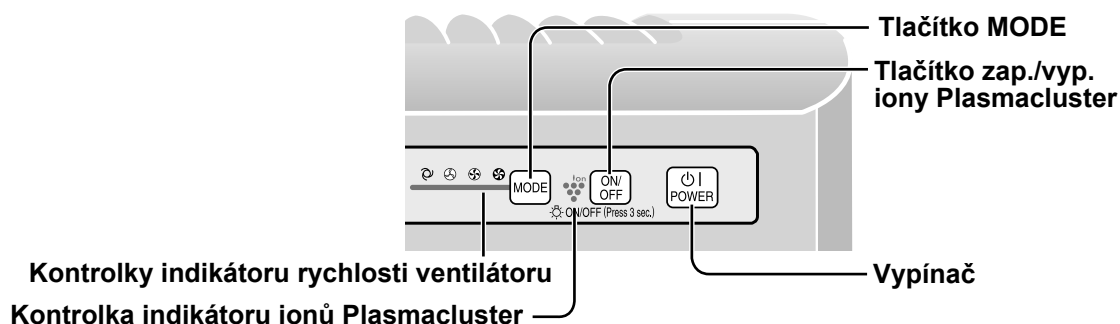 Tlačítko MODE
Tlačítko zap./vyp.
iony Plasmacluster
MODE
Ion
ON/
OFF
POWER
ON/OFF (Press 3 sec.)
Kontrolky indikátoru rychlosti ventilátoru
Vypínač
Kontrolka indikátoru ionů Plasmacluster